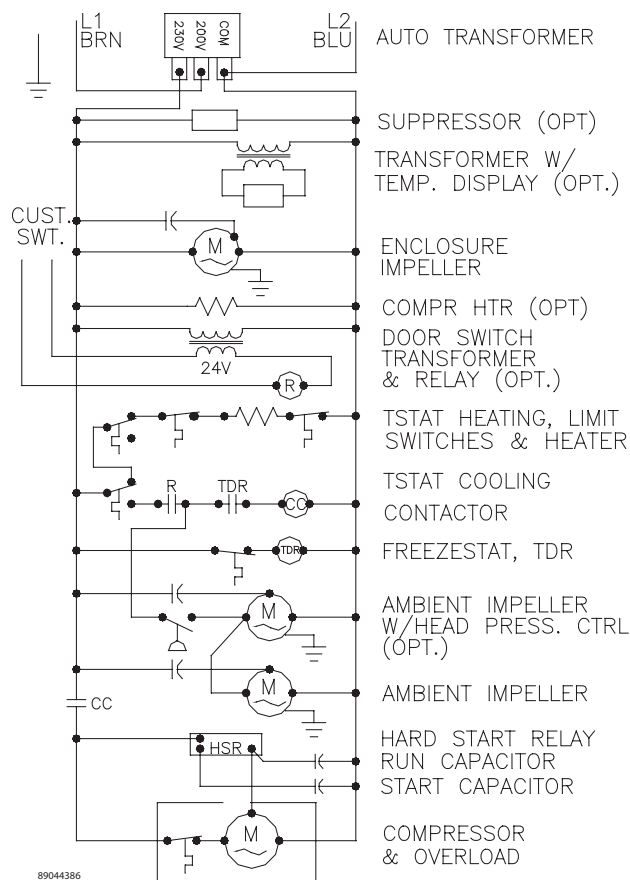 L1
BRN
230V
200V
COM
L2
BLU
AUTO TRANSFORMER
SUPPRESSOR (OPT)
TRANSFORMER W/
TEMP. DISPLAY (OPT.)
CUST.
SWT.
M
ENCLOSURE
IMPELLER
COMPR HTR (OPT)
DOOR SWITCH
TRANSFORMER
& RELAY (OPT.)
24V
R
TSTAT HEATING, LIMIT
SWITCHES & HEATER
TSTAT COOLING
R
TDR
CC
CONTACTOR
TDR
FREEZESTAT, TDR
M
AMBIENT IMPELLER
W/HEAD PRESS. CTRL
(OPT.)
M
AMBIENT IMPELLER
CC
HSR
HARD START RELAY
RUN CAPACITOR
START CAPACITOR
M
COMPRESSOR
& OVERLOAD
89044386